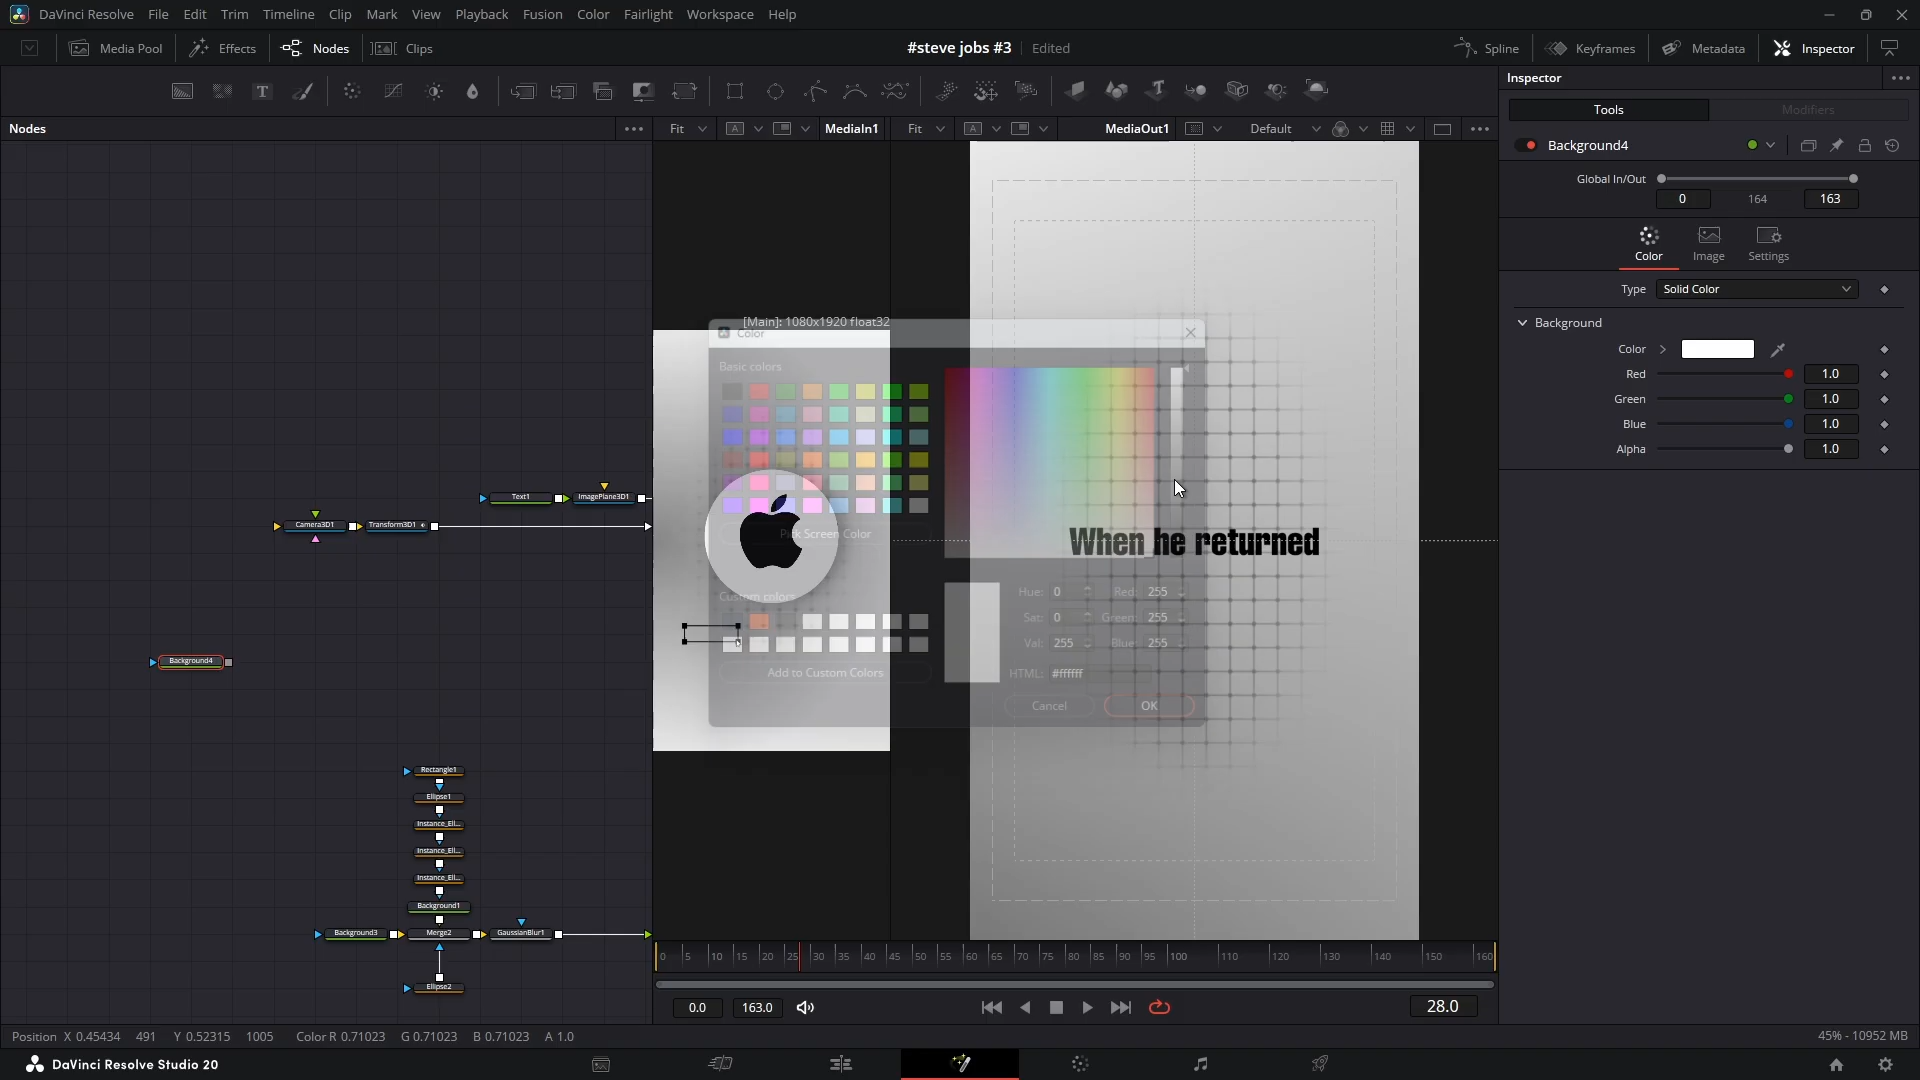 DaVinci Resolve File Edit Trim Timeline Clip Mark View Playback Fusion Color Fairlight Workspace Help
Media Pool Effects Nodes Clips #steve jobs #3 Edited Spline Keyframes Metadata Inspector
Inspector
Tools Modifiers
Nodes Fit MediaIn1 Fit MediaOut1 Default
Background4
Global In/Out
0 164 163
Color Image Settings
Type Solid Color
Background
Color
Red 1.0
Green 1.0
Blue 1.0
Alpha 1.0
[Main]: 1080x1920 float32
Color
Basic colors
Pick Screen Color
Custom colors
Add to Custom Colors
Hue: 0 Red: 255
Sat: 0 Green: 255
Val: 255 Blue: 255
HTML: #ffffff
Cancel OK
When he returned
Text1 ImagePlane3D1
Camera3D1 Transform3D1
Background4
Rectangle1
Ellipse1
Instance_Ell...
Instance_Ell...
Instance_Ell...
Background1
Background3 Merge2 GaussianBlur1
Ellipse2
0 5 10 15 20 25 30 35 40 45 50 55 60 65 70 75 80 85 90 95 100 110 120 130 140 150 160
0.0 163.0 28.0
Position X 0.45434 491 Y 0.52315 1005 Color R 0.71023 G 0.71023 B 0.71023 A 1.0 45% - 10952 MB
DaVinci Resolve Studio 20